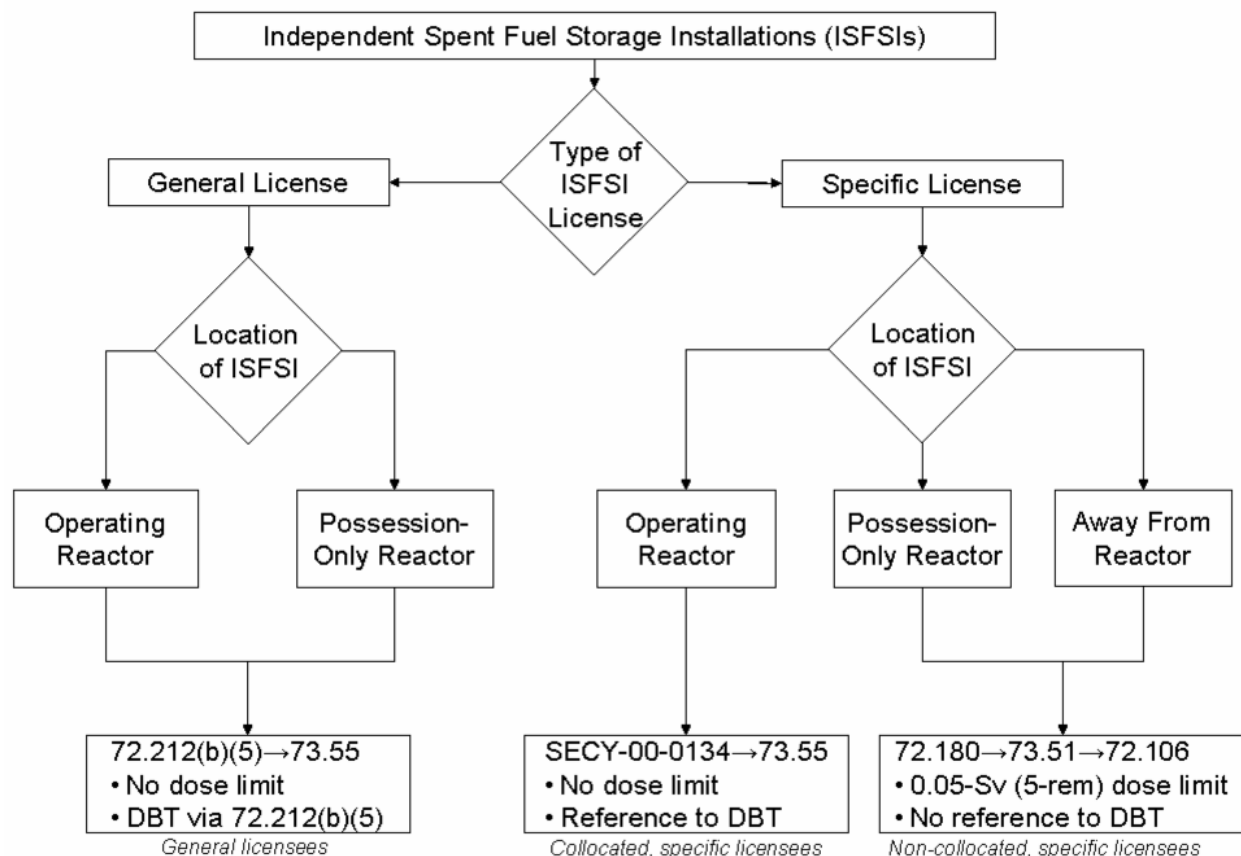 Independent Spent Fuel Storage Installations (ISFSIs)
Type of
ISFSI
License
General License
Specific License
Location
of ISFSI
Location
of ISFSI
Operating
Reactor
Possession-
Only Reactor
Operating
Reactor
Possession-
Only Reactor
Away From
Reactor
72.212(b)(5)→73.55
• No dose limit
• DBT via 72.212(b)(5)
General licensees
SECY-00-0134→73.55
• No dose limit
• Reference to DBT
Collocated, specific licensees
72.180→73.51→72.106
• 0.05-Sv (5-rem) dose limit
• No reference to DBT
Non-collocated, specific licensees